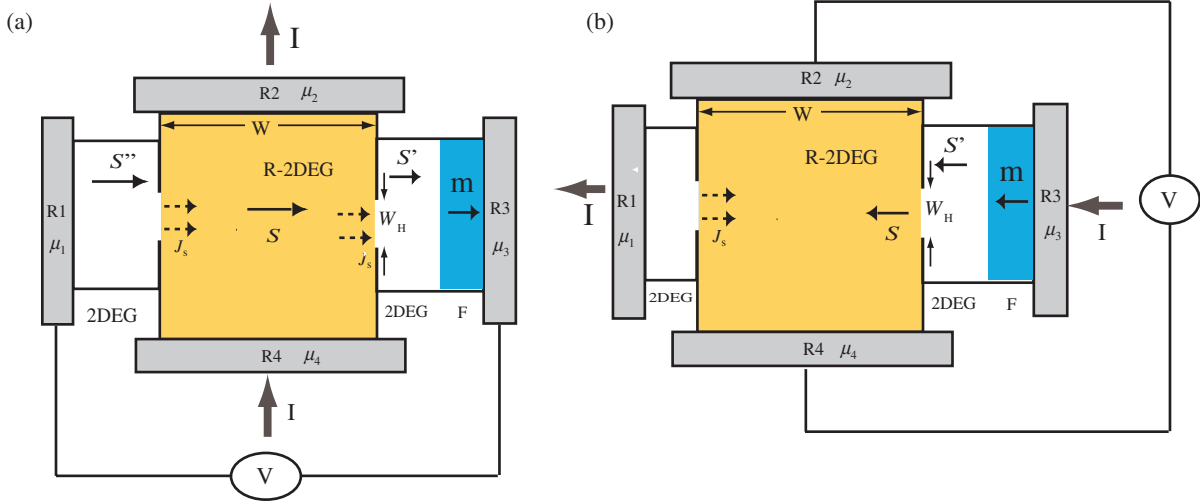 (a)
I
R2 μ₂
W
S”
R-2DEG
S’
m
R1
μ₁
S
W_H
R3
μ₃
J_s
J_s
2DEG
2DEG
F
R4 μ₄
I
V
(b)
R2 μ₂
W
R-2DEG
S’
m
R1
μ₁
I
S
W_H
R3
μ₃
I
V
J_s
2DEG
2DEG
F
R4 μ₄